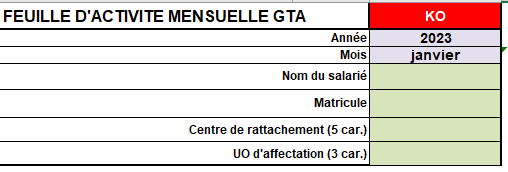 FEUILLE D'ACTIVITE MENSUELLE GTA KO
Année 2023
Mois janvier
Nom du salarié
Matricule
Centre de rattachement (5 car.)
UO d'affectation (3 car.)